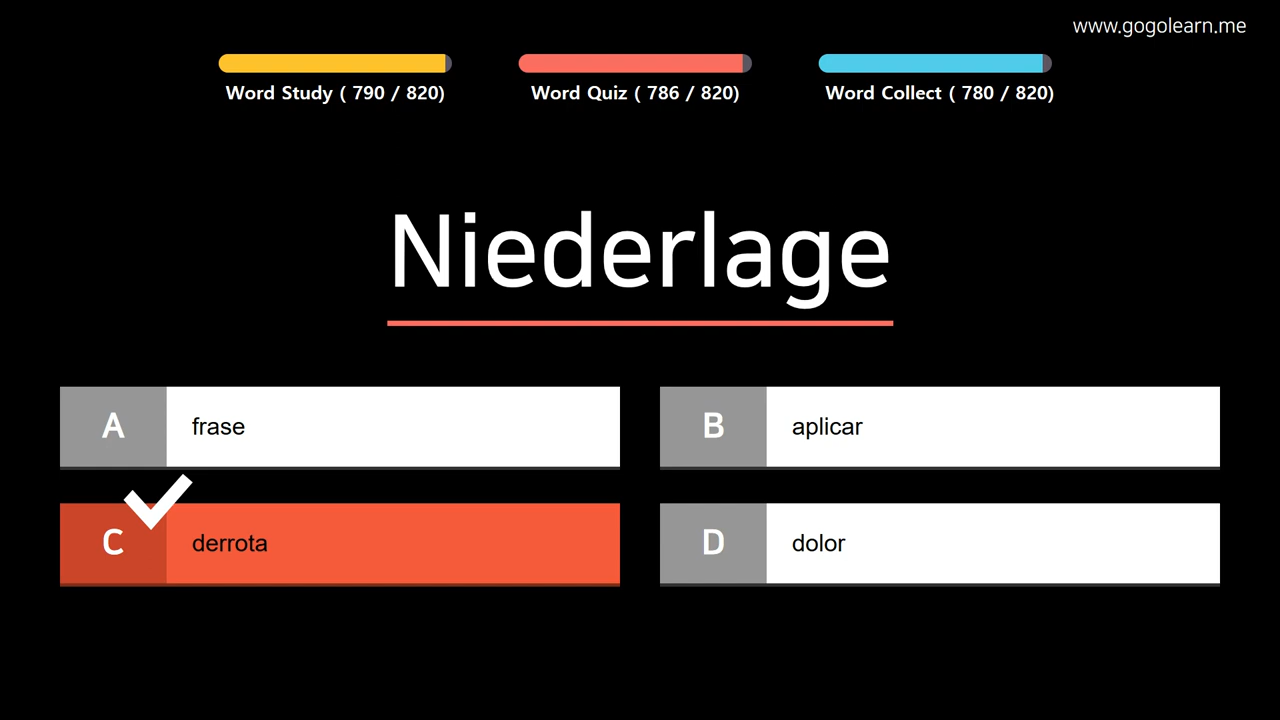 www.gogolearn.me
Word Study ( 790 / 820)
Word Quiz ( 786 / 820)
Word Collect ( 780 / 820)
Niederlage
A frase
B aplicar
C derrota
D dolor